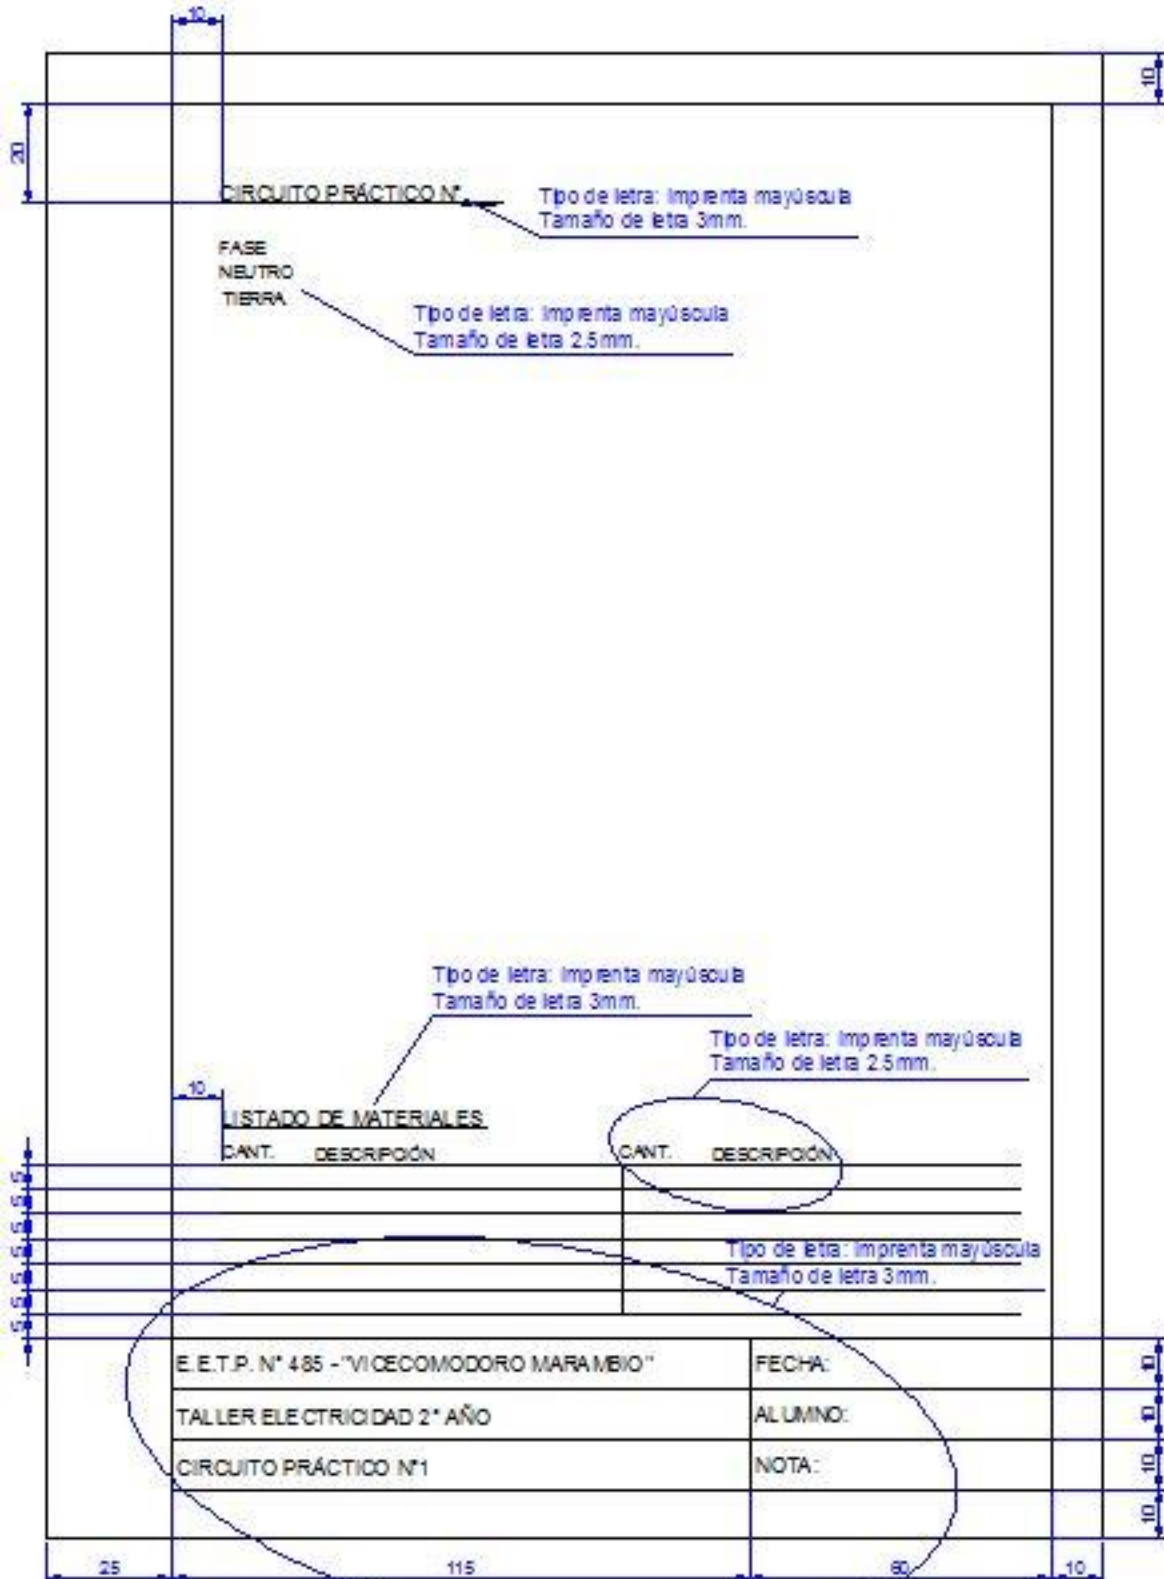 10
10
20
CIRCUITO PRÁCTICO N°
Tipo de letra: Imprenta mayúscula
Tamaño de letra 3mm.
FASE
NEUTRO
TIERRA
Tipo de letra: Imprenta mayúscula
Tamaño de letra 2.5mm.
Tipo de letra: Imprenta mayúscula
Tamaño de letra 3mm.
Tipo de letra: Imprenta mayúscula
Tamaño de letra 2.5mm.
10
LISTADO DE MATERIALES
CANT. DESCRIPCIÓN CANT. DESCRIPCIÓN
5
5
5
5
5
5
5
Tipo de letra: Imprenta mayúscula
Tamaño de letra 3mm.
E.E.T.P. N° 485 - "VICECOMODORO MARAMBIO" FECHA: 10
TALLER ELECTRICIDAD 2° AÑO ALUMNO: 10
CIRCUITO PRÁCTICO N°1 NOTA: 10
10
25 115 60 10